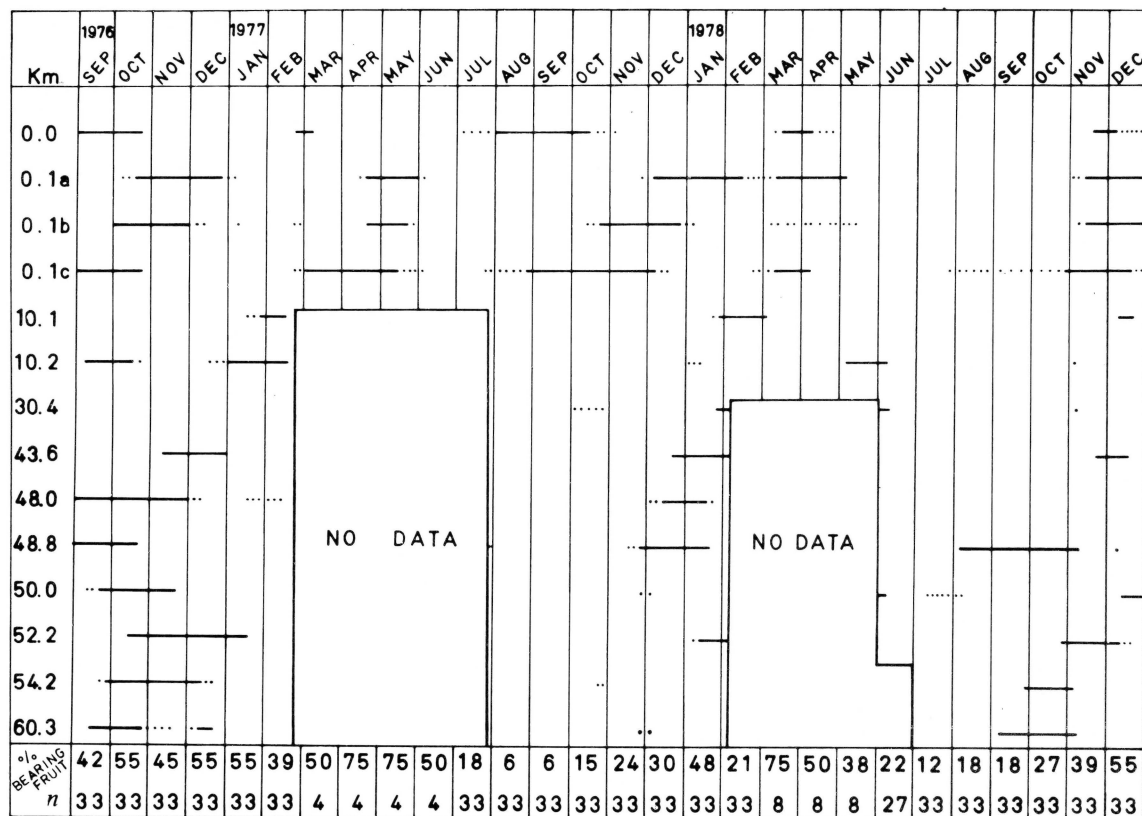 1976 1977 1978
Km. SEP OCT NOV DEC JAN FEB MAR APR MAY JUN JUL AUG SEP OCT NOV DEC JAN FEB MAR APR MAY JUN JUL AUG SEP OCT NOV DEC
0.0
0.1a
0.1b
0.1c
10.1
10.2
30.4
43.6
48.0
48.8 NO DATA NO DATA
50.0
52.2
54.2
60.3
% BEARING FRUIT 42 55 45 55 55 39 50 75 75 50 18 6 6 15 24 30 48 21 75 50 38 22 12 18 18 27 39 55
n 33 33 33 33 33 33 4 4 4 4 33 33 33 33 33 33 33 33 8 8 8 27 33 33 33 33 33 33